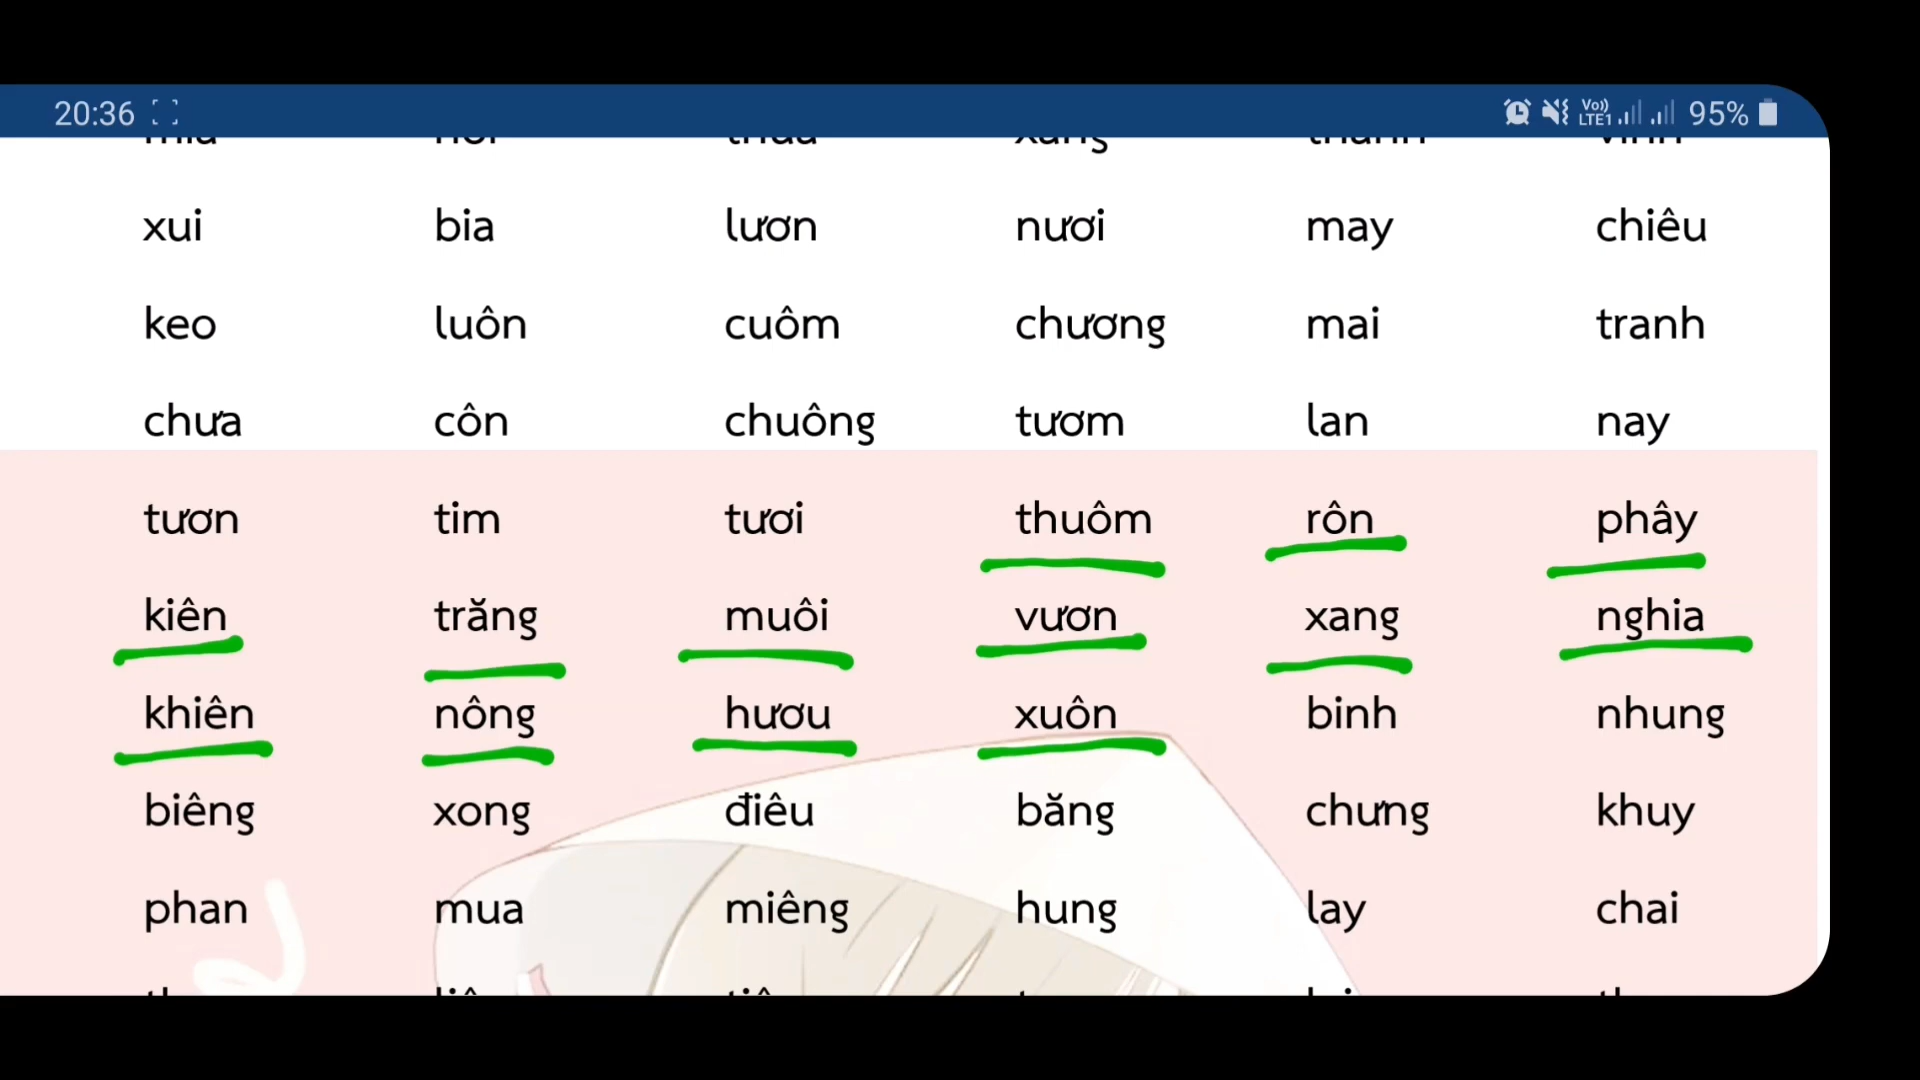 20:36 Vo)) LTE1 95%
xui bia lươn nươi may chiêu
keo luôn cuôm chương mai tranh
chưa côn chuông tươm lan nay
tươn tim tươi thuôm rôn phây
kiên trăng muôi vươn xang nghia
khiên nông hươu xuôn binh nhung
biêng xong điêu băng chưng khuy
phan mua miêng hung lay chai